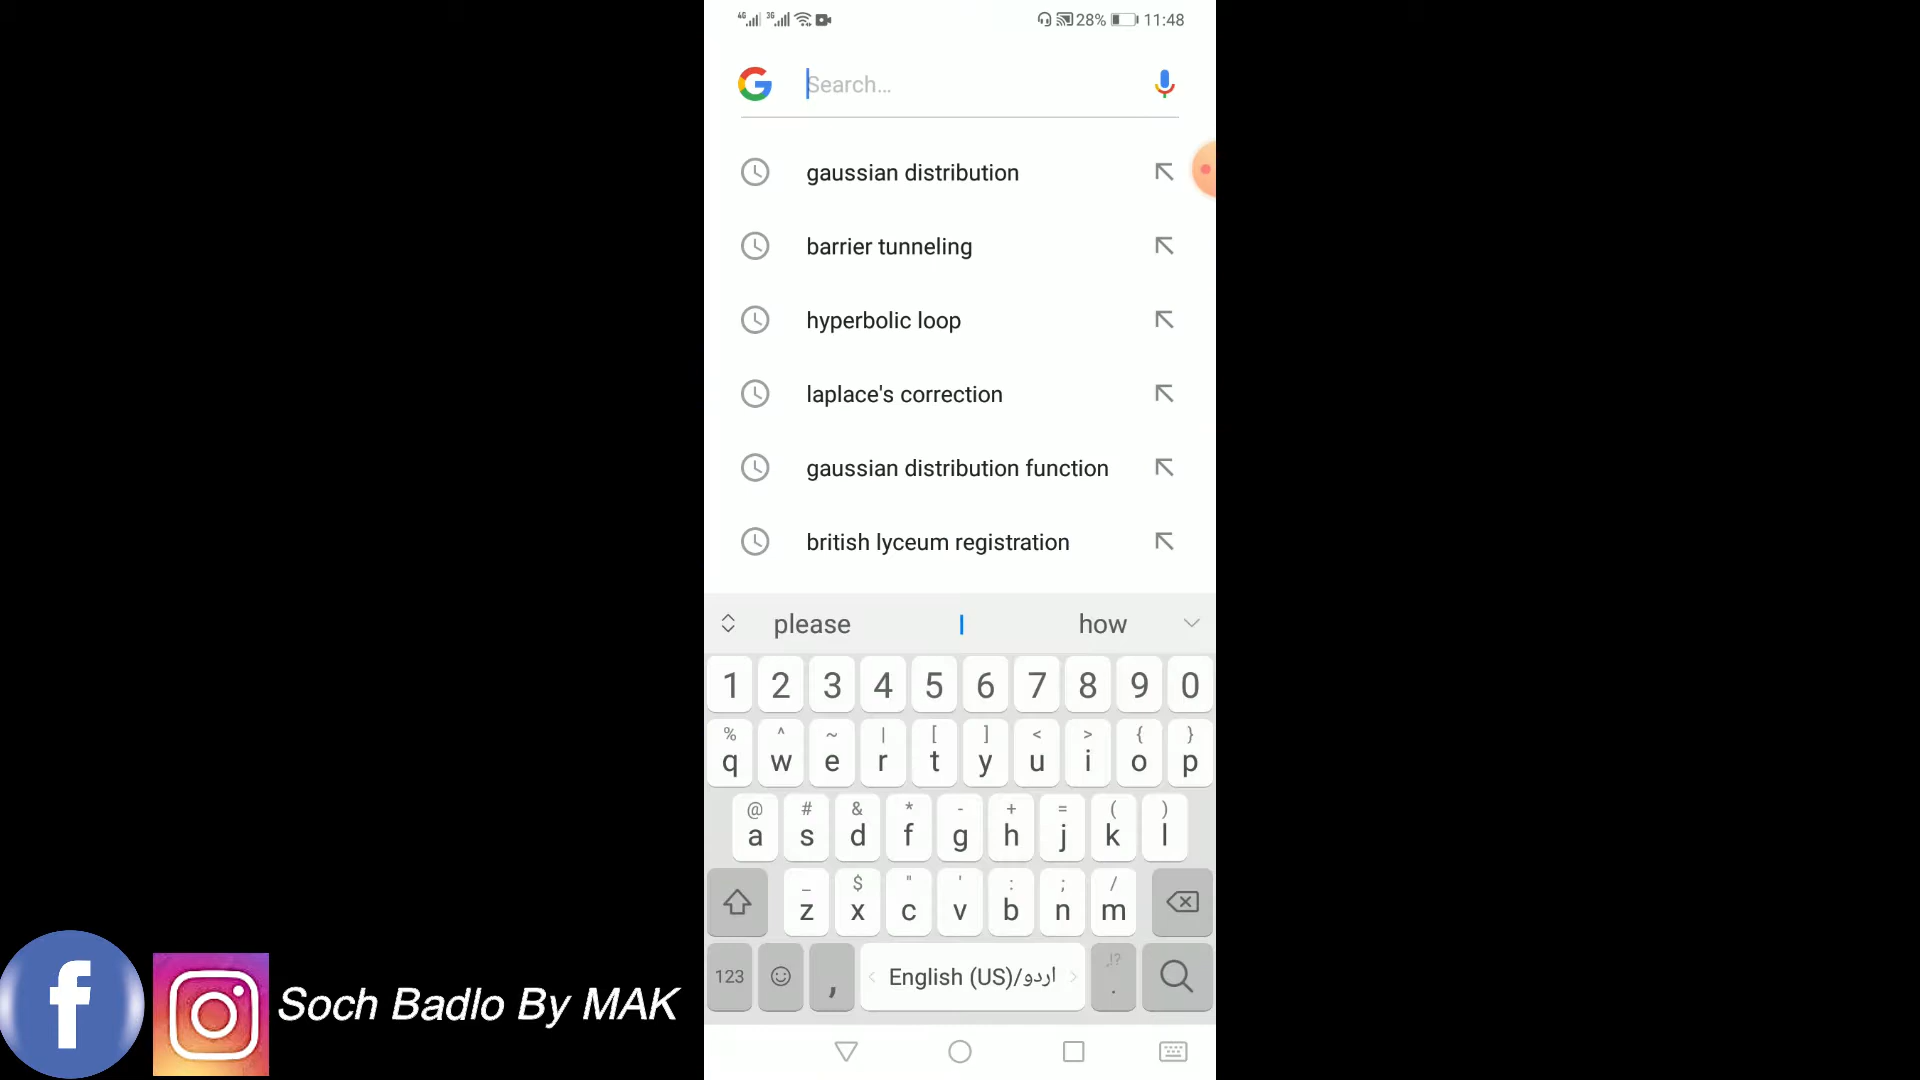 4G 3G 28% 11:48
Search...
gaussian distribution
barrier tunneling
hyperbolic loop
laplace's correction
gaussian distribution function
british lyceum registration
please I how
1 2 3 4 5 6 7 8 9 0
% ^ ~ | [ ] < > { }
q w e r t y u i o p
@ # & * - + = ( )
a s d f g h j k l
_ $ " ' : ; /
z x c v b n m
123 , English (US)/اردو .,!?
Soch Badlo By MAK